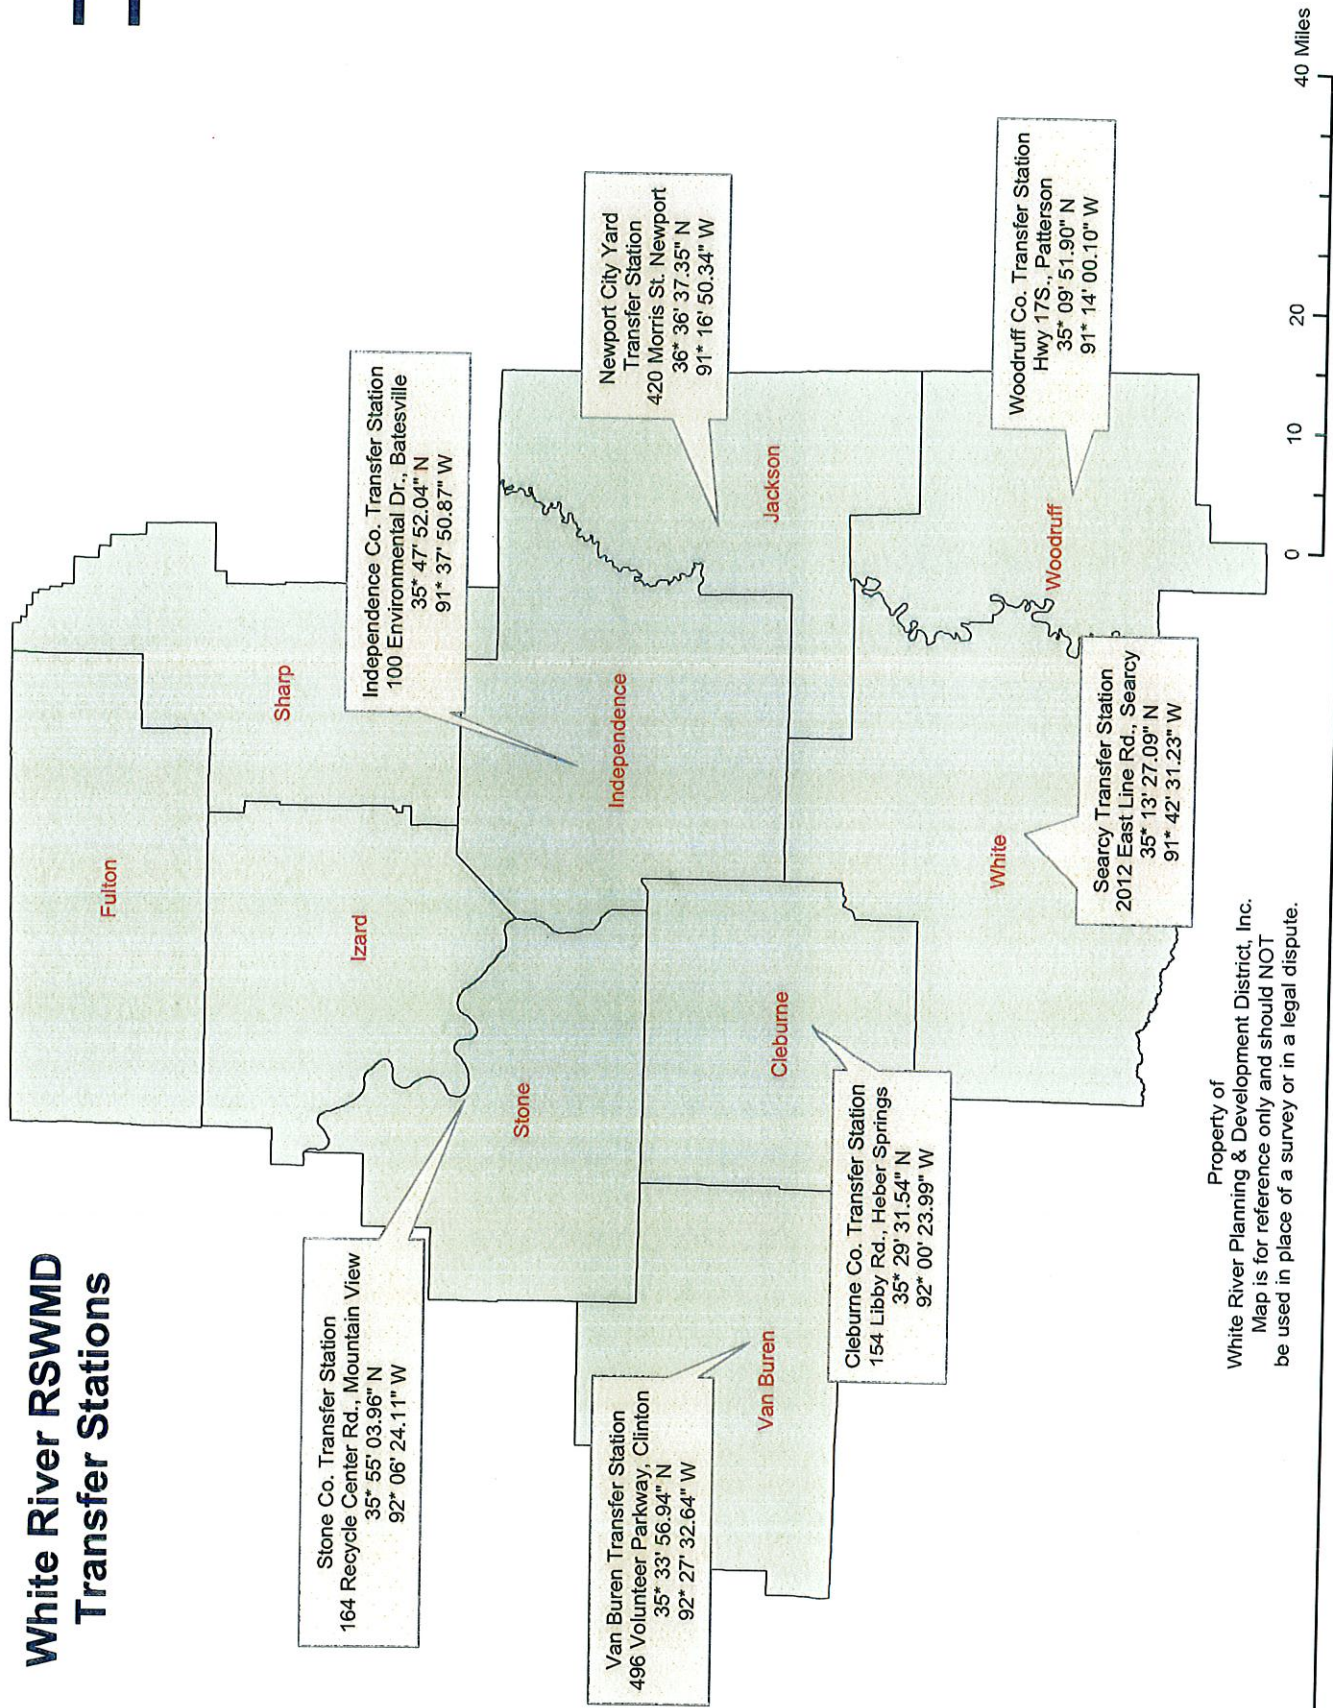 White River RSWMD
Transfer Stations
Fulton
Sharp
Izard
Stone Co. Transfer Station
164 Recycle Center Rd., Mountain View
35* 55' 03.96" N
92* 06' 24.11" W
Independence Co. Transfer Station
100 Environmental Dr., Batesville
35* 47' 52.04" N
91* 37' 50.87" W
Stone
Independence
Newport City Yard
Transfer Station
420 Morris St. Newport
36* 36' 37.35" N
91* 16' 50.34" W
Jackson
Van Buren Transfer Station
496 Volunteer Parkway, Clinton
35* 33' 56.94" N
92* 27' 32.64" W
Van Buren
Cleburne
Cleburne Co. Transfer Station
154 Libby Rd., Heber Springs
35* 29' 31.54" N
92* 00' 23.99" W
White
Woodruff
Woodruff Co. Transfer Station
Hwy 17S., Patterson
35* 09' 51.90" N
91* 14' 00.10" W
Searcy Transfer Station
2012 East Line Rd., Searcy
35* 13' 27.09" N
91* 42' 31.23" W
Property of
White River Planning & Development District, Inc.
Map is for reference only and should NOT
be used in place of a survey or in a legal dispute.
0 10 20 40 Miles